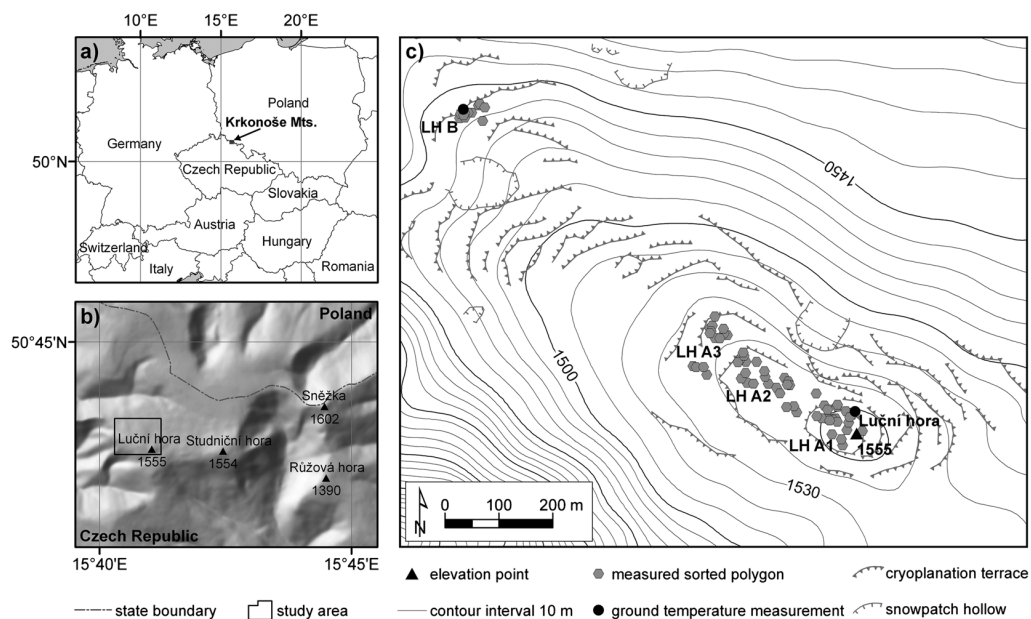 10°E 15°E 20°E
a)
Poland
Krkonoše Mts.
Germany
50°
Czech Republic
Slovakia
Austria
Hungary
Switzerland
Italy
Romania
b)
Poland
50°45'N
Sněžka
1602
Luční hora
1555
Studniční hora
1554
Růžová hora
1390
Czech Republic
15°40'E 15°45'E
c)
LH B
1450
1500
LH A3
LH A2
LH A1
Luční hora
1555
1530
N
0 100 200 m
elevation point
measured sorted polygon
cryoplanation terrace
state boundary
study area
contour interval 10 m
ground temperature measurement
snowpatch hollow